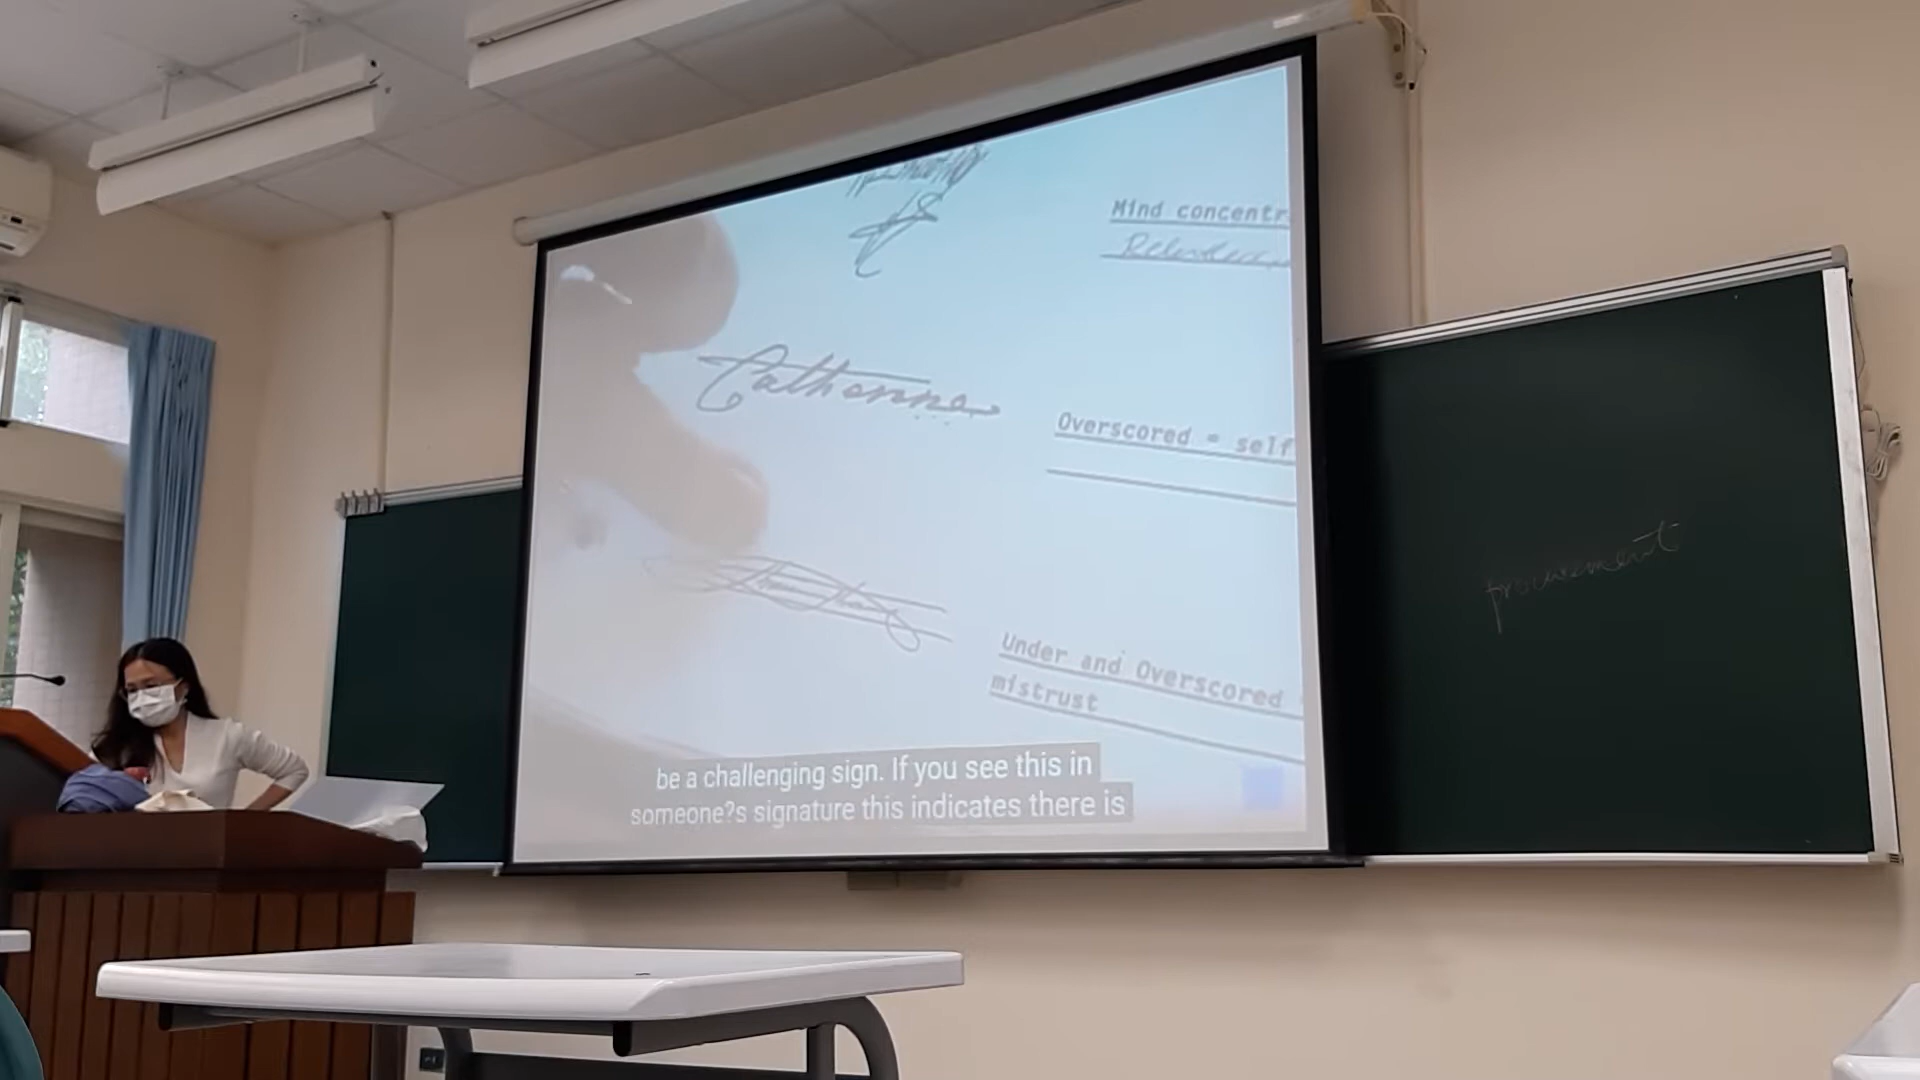 Mind concentr
Catherine
Overscored = self
Under and Overscored
mistrust
be a challenging sign. If you see this in
someone?s signature this indicates there is
procurement